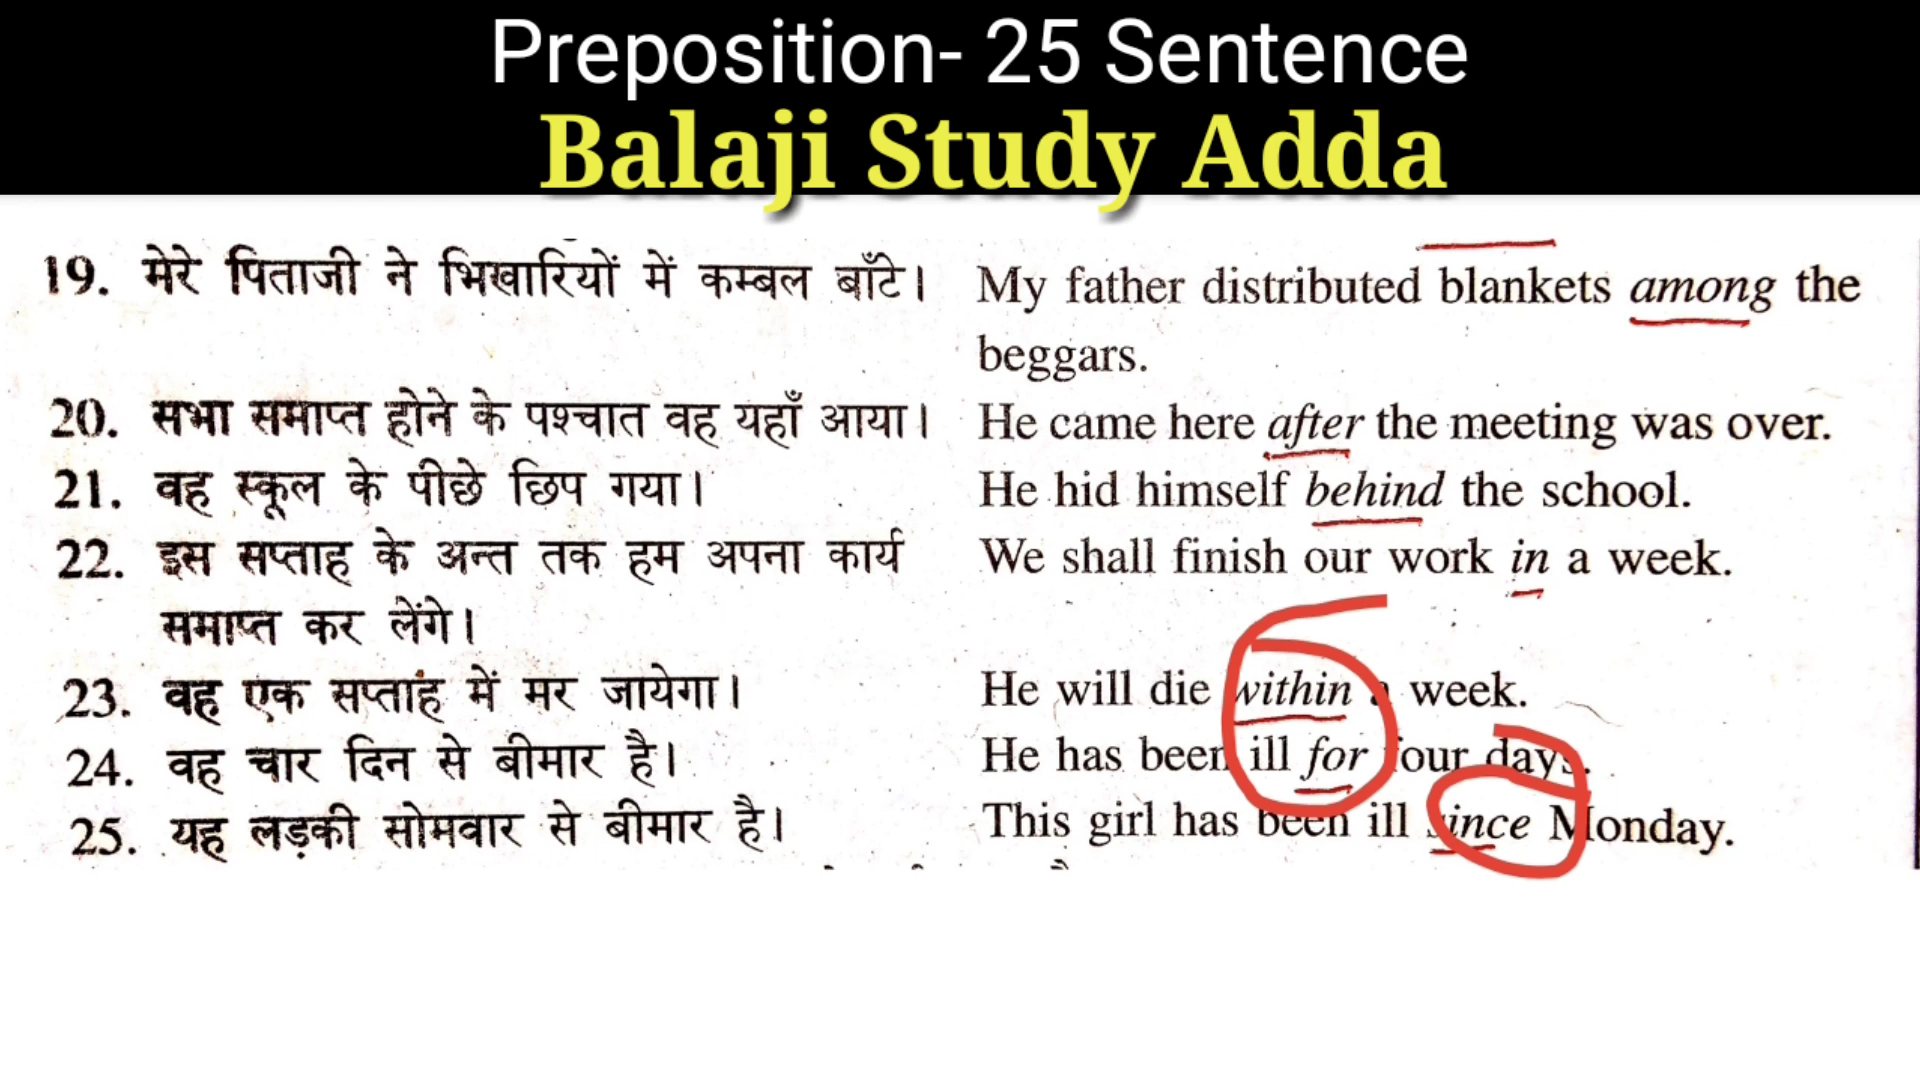 Preposition- 25 Sentence
Balaji Study Adda
19. मेरे पिताजी ने भिखारियों में कम्बल बाँटे। My father distributed blankets among the
beggars.
20. सभा समाप्त होने के पश्चात वह यहाँ आया। He came here after the meeting was over.
21. वह स्कूल के पीछे छिप गया। He hid himself behind the school.
22. इस सप्ताह के अन्त तक हम अपना कार्य We shall finish our work in a week.
समाप्त कर लेंगे।
23. वह एक सप्ताह में मर जायेगा। He will die within a week.
24. वह चार दिन से बीमार है। He has been ill for four days.
25. यह लड़की सोमवार से बीमार है। This girl has been ill since Monday.